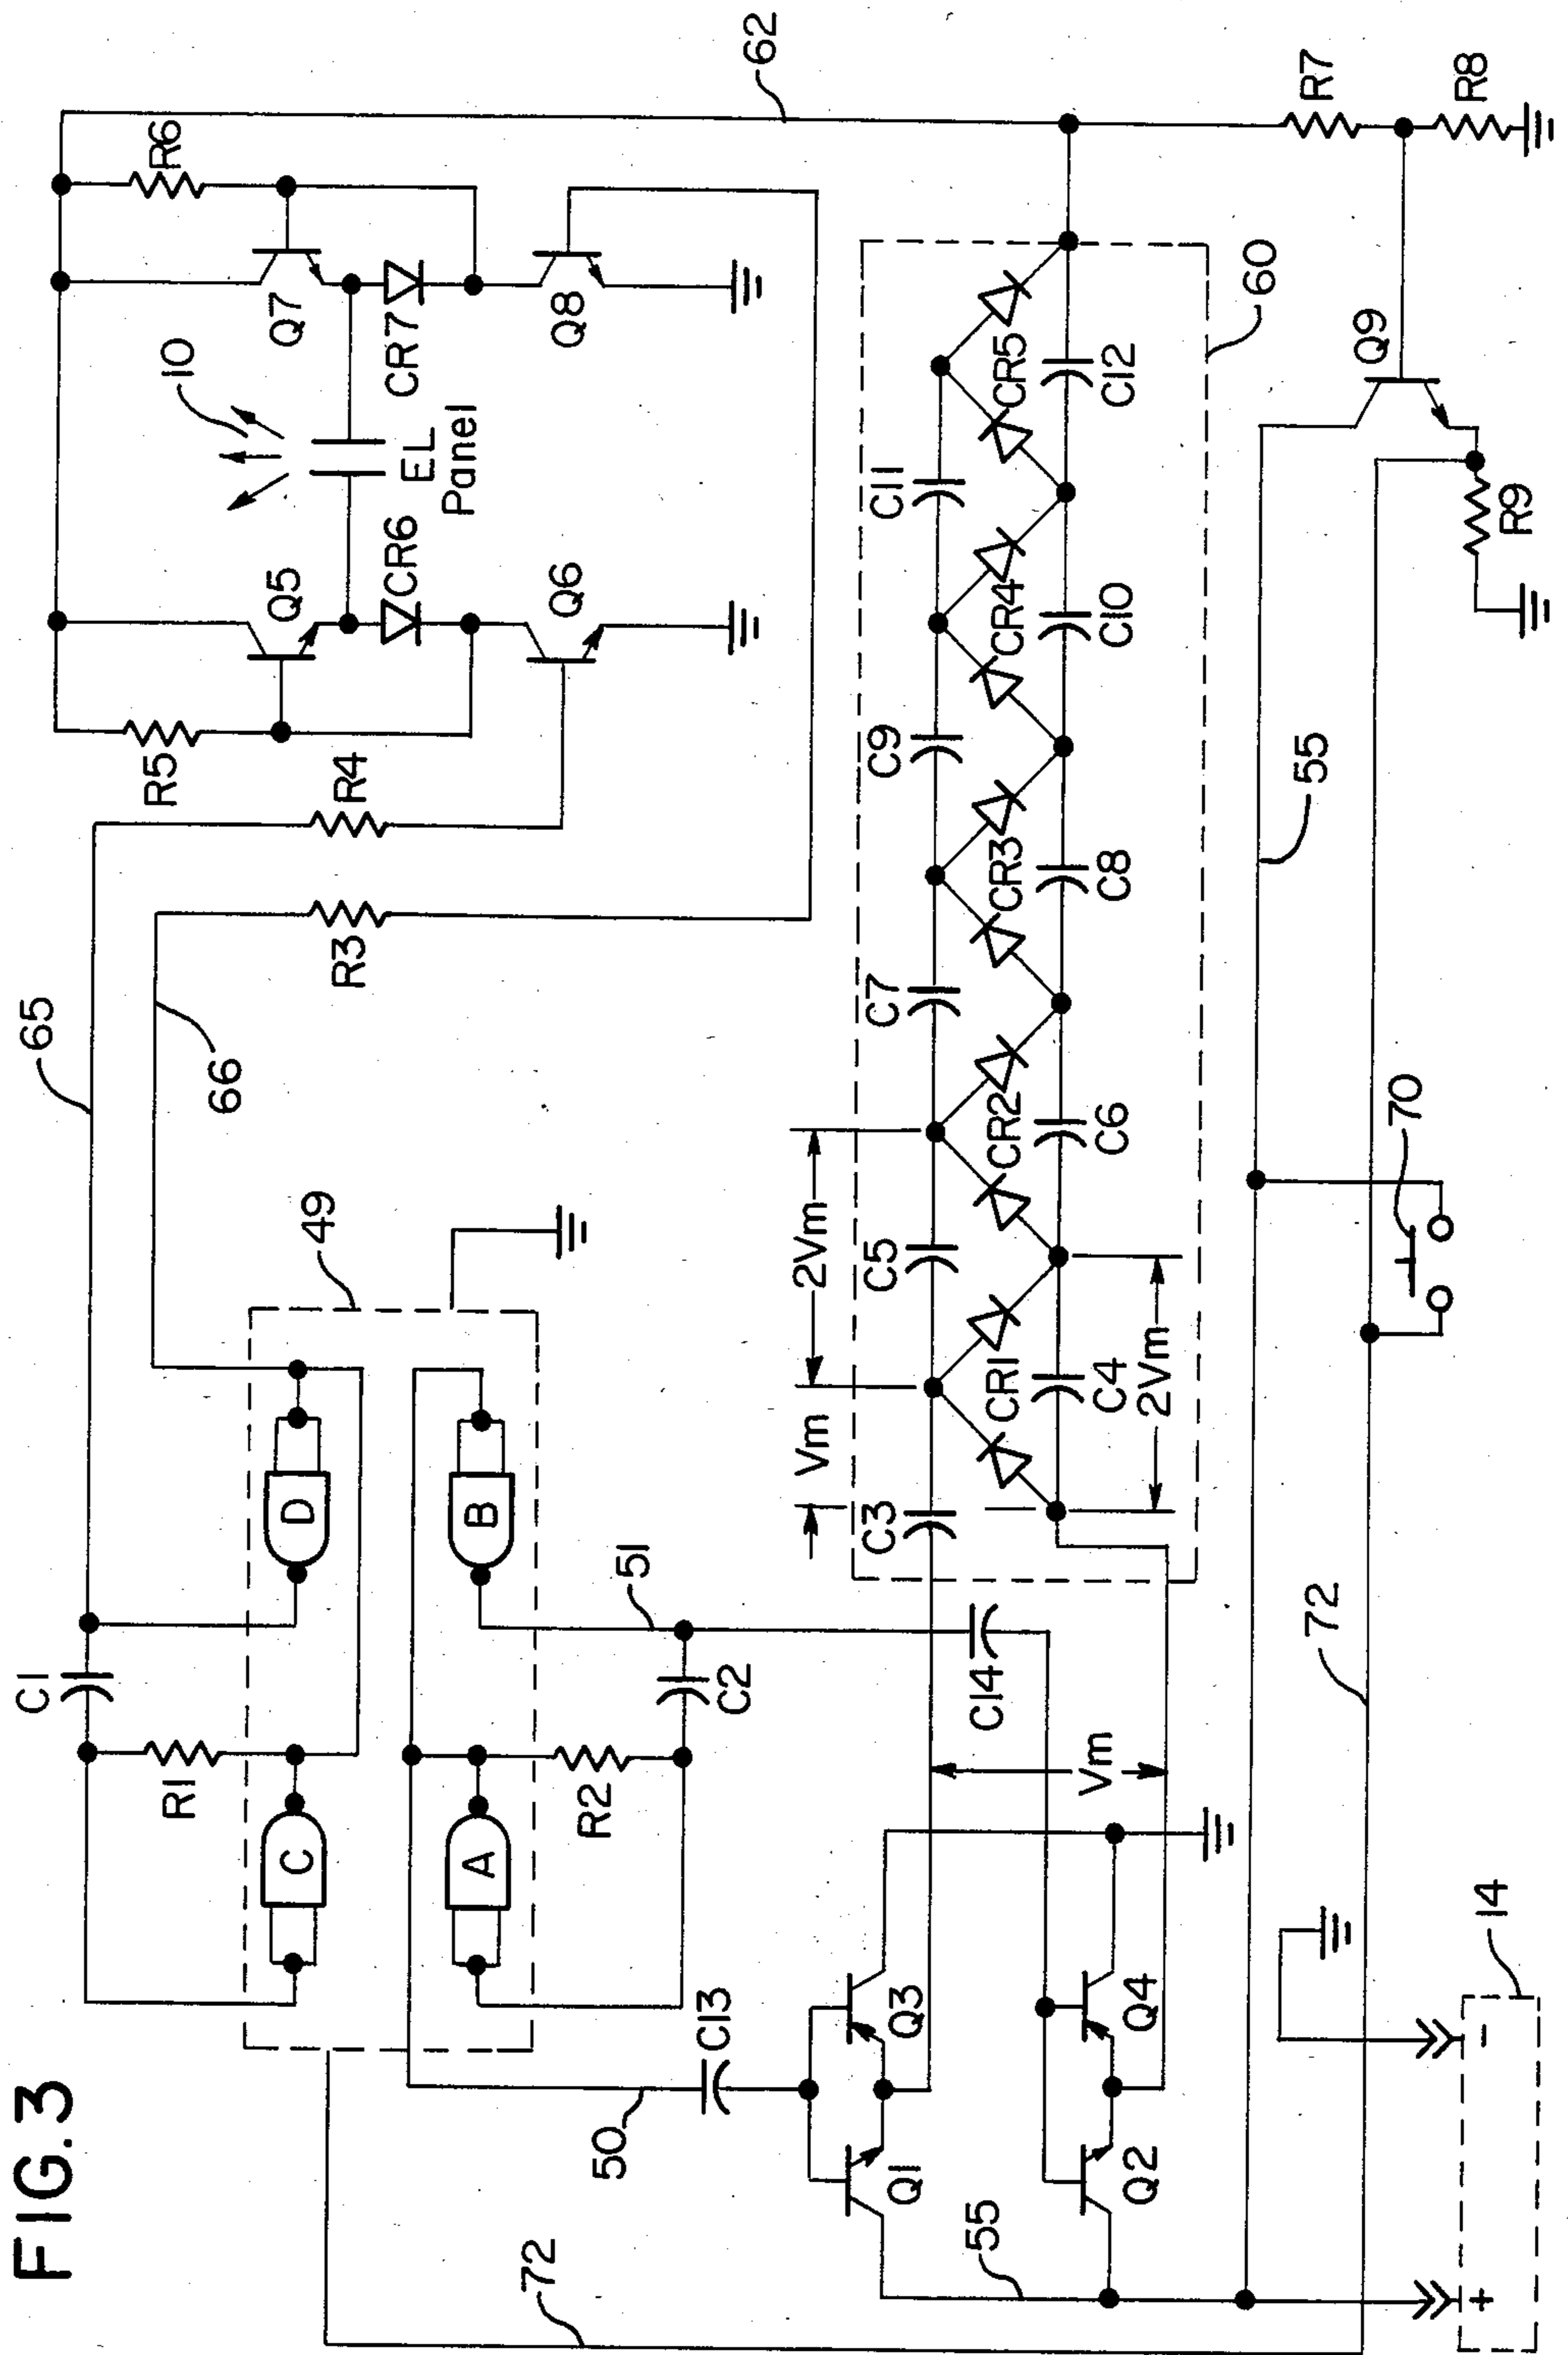 FIG.3
C1
65
62
R1
C
D
49
66
R5
R4
R3
10
Q5
CR6
EL
Panel
Q7
R6
CR7
Q6
Q8
A
B
R2
C2
51
50
C13
72
Q1
Q3
C14
Vm
Q2
Q4
55
Vm
2Vm
C3
C5
C7
C9
C11
CR1
CR2
CR3
CR4
CR5
C4
C6
C8
C10
C12
2Vm
60
R7
R8
Q9
R9
55
70
72
14
+
-